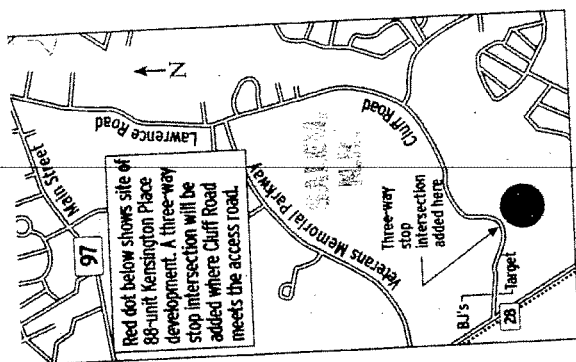 Main Street
97
Lawrence Road
N
Red dot below shows site of
88-unit Kensington Place
development. A three-way
stop intersection will be
added where Cluff Road
meets the access road.
Veterans Memorial Parkway
Cluff Road
Three-way
stop
intersection
added here
BJ's
Target
28